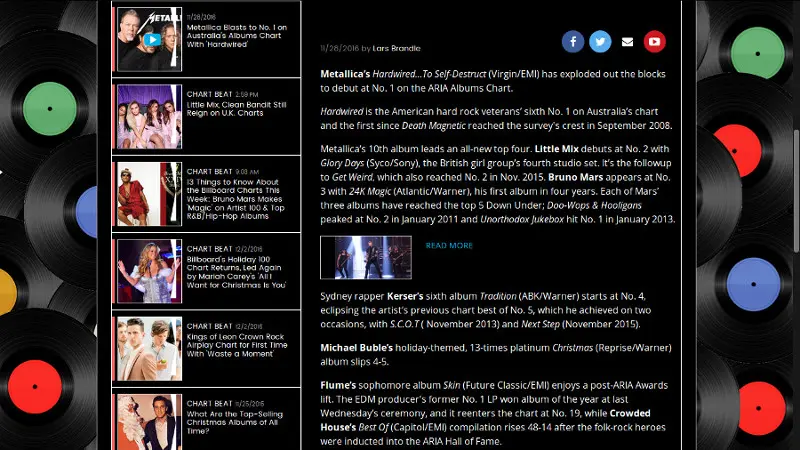 METALLI
11/28/2016
Metallica Blasts to No. 1 on
Australia's Albums Chart
With 'Hardwired'
CHART BEAT 2:59 PM
Little Mix, Clean Bandit Still
Reign on U.K. Charts
CHART BEAT 9:03 AM
13 Things to Know About
the Billboard Charts This
Week: Bruno Mars Makes
'Magic' on Artist 100 & Top
R&B/Hip-Hop Albums
CHART BEAT 12/2/2016
Billboard's Holiday 100
Chart Returns, Led Again
by Mariah Carey's 'All I
Want for Christmas Is You'
CHART BEAT 12/2/2016
Kings of Leon Crown Rock
Airplay Chart for First Time
With 'Waste a Moment'
CHART BEAT 11/25/2016
What Are the Top-Selling
Christmas Albums of All
Time?
11/28/2016 by Lars Brandle
Metallica's Hardwired...To Self-Destruct (Virgin/EMI) has exploded out the blocks
to debut at No. 1 on the ARIA Albums Chart.
Hardwired is the American hard rock veterans' sixth No. 1 on Australia's chart
and the first since Death Magnetic reached the survey's crest in September 2008.
Metallica's 10th album leads an all-new top four. Little Mix debuts at No. 2 with
Glory Days (Syco/Sony), the British girl group's fourth studio set. It's the followup
to Get Weird, which also reached No. 2 in Nov. 2015. Bruno Mars appears at No.
3 with 24K Magic (Atlantic/Warner), his first album in four years. Each of Mars'
three albums have reached the top 5 Down Under; Doo-Wops & Hooligans
peaked at No. 2 in January 2011 and Unorthodox Jukebox hit No. 1 in January 2013.
READ MORE
Sydney rapper Kerser's sixth album Tradition (ABK/Warner) starts at No. 4,
eclipsing the artist's previous chart best of No. 5, which he achieved on two
occasions, with S.C.O.T ( November 2013) and Next Step (November 2015).
Michael Buble's holiday-themed, 13-times platinum Christmas (Reprise/Warner)
album slips 4-5.
Flume's sophomore album Skin (Future Classic/EMI) enjoys a post-ARIA Awards
lift. The EDM producer's former No. 1 LP won album of the year at last
Wednesday's ceremony, and it reenters the chart at No. 19, while Crowded
House's Best Of (Capitol/EMI) compilation rises 48-14 after the folk-rock heroes
were inducted into the ARIA Hall of Fame.